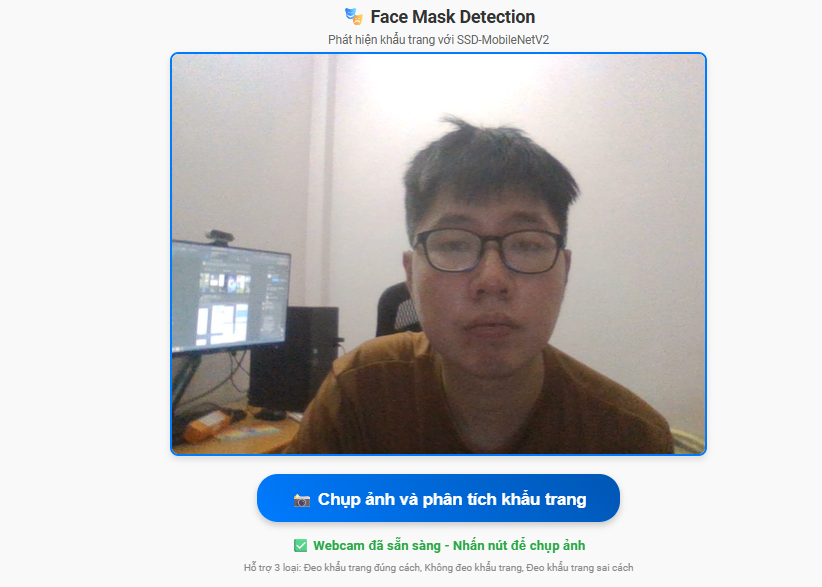 Face Mask Detection
Phát hiện khẩu trang với SSD-MobileNetV2
Chụp ảnh và phân tích khẩu trang
Webcam đã sẵn sàng - Nhấn nút để chụp ảnh
Hỗ trợ 3 loại: Đeo khẩu trang đúng cách, Không đeo khẩu trang, Đeo khẩu trang sai cách